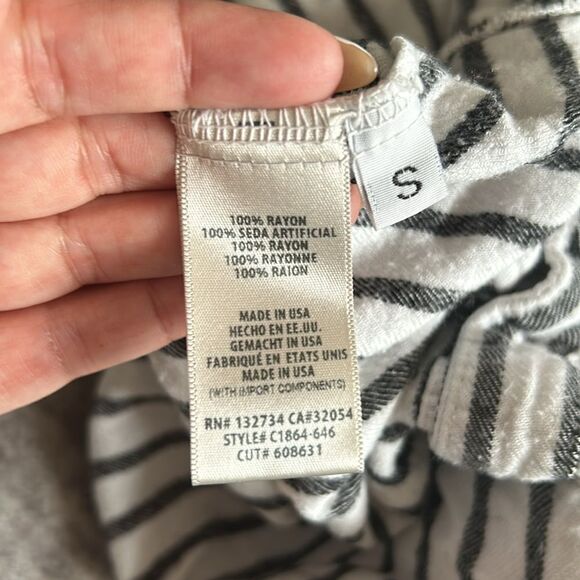 100% RAYON
100% SEDA ARTIFICIAL
100% RAYON
100% RAYONNE
100% RAION
MADE IN USA
HECHO EN EE.UU.
GEMACHT IN USA
FABRIQUÉ EN ETATS UNIS
MADE IN USA
(WITH IMPORT COMPONENTS)
RN# 132734 CA#32054
STYLE# C1864-646
CUT# 608631
S